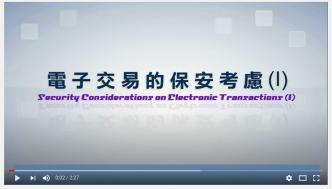 電子交易的保安考慮(I)
Security Considerations on Electronic Transactions (I)
0:02 / 2:27